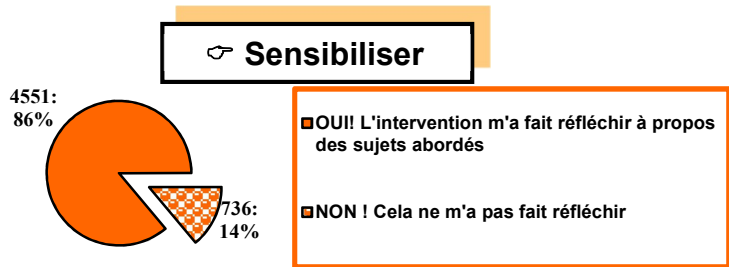 ☞ Sensibiliser
4551:
86%
OUI! L'intervention m'a fait réfléchir à propos
des sujets abordés
736:
14%
NON ! Cela ne m'a pas fait réfléchir